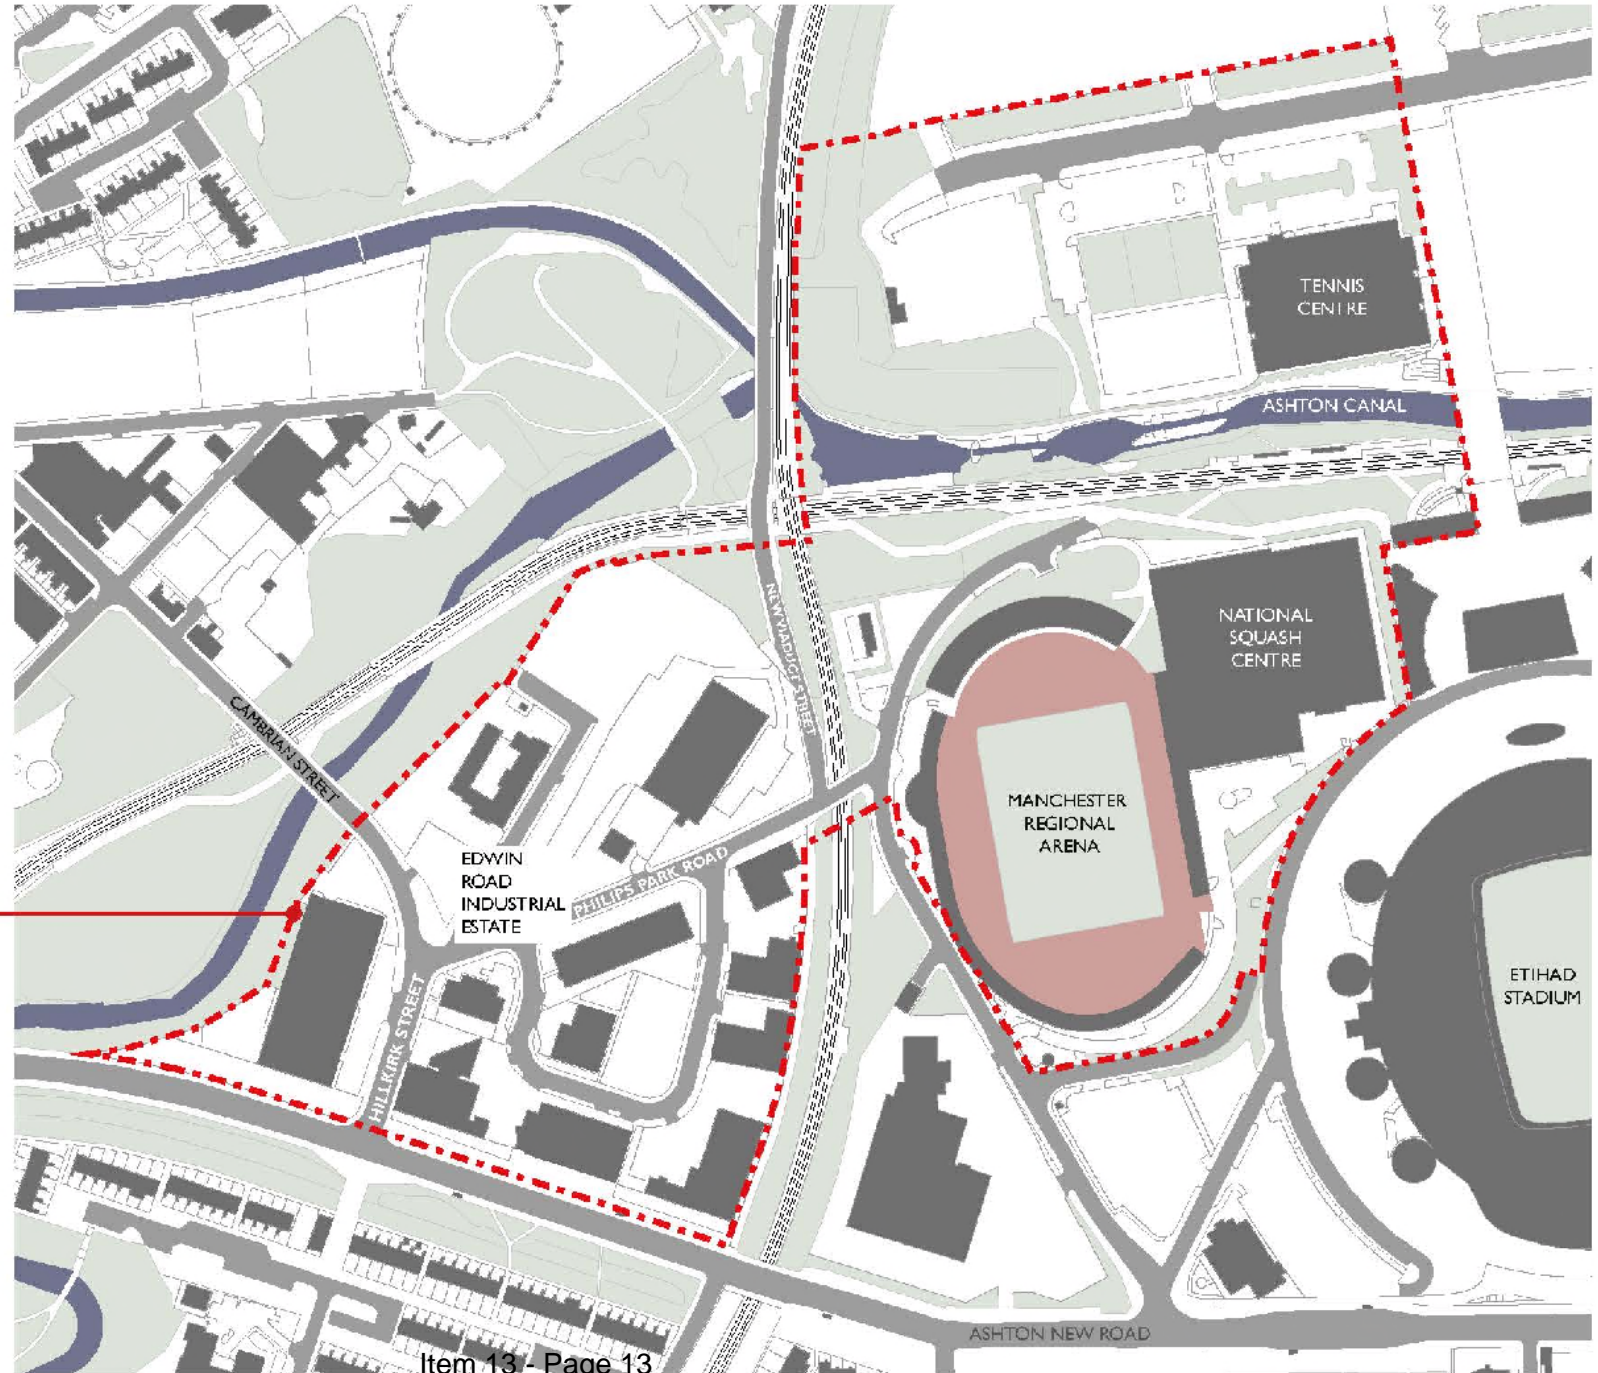 TENNIS
CENTRE
ASHTON CANAL
NEW VIADUCT STREET
NATIONAL
SQUASH
CENTRE
CAMBRIAN STREET
MANCHESTER
REGIONAL
ARENA
EDWIN
ROAD
INDUSTRIAL
ESTATE
PHILIPS PARK ROAD
ETIHAD
STADIUM
HILLKIRK STREET
ASHTON NEW ROAD
Item 13 - Page 13